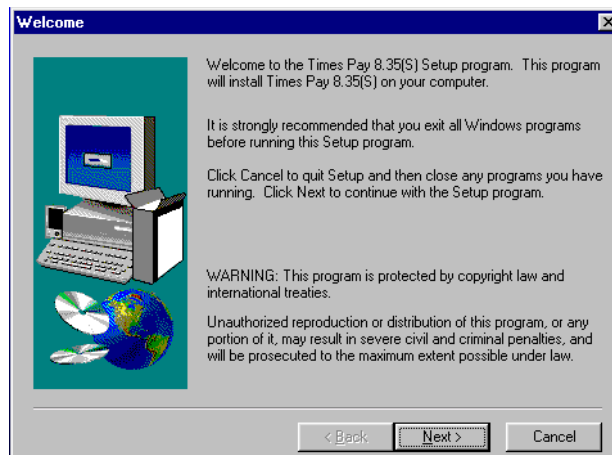 Welcome
Welcome to the Times Pay 8.35(S) Setup program. This program
will install Times Pay 8.35(S) on your computer.
It is strongly recommended that you exit all Windows programs
before running this Setup program.
Click Cancel to quit Setup and then close any programs you have
running. Click Next to continue with the Setup program.
WARNING: This program is protected by copyright law and
international treaties.
Unauthorized reproduction or distribution of this program, or any
portion of it, may result in severe civil and criminal penalties, and
will be prosecuted to the maximum extent possible under law.
< Back
Next >
Cancel